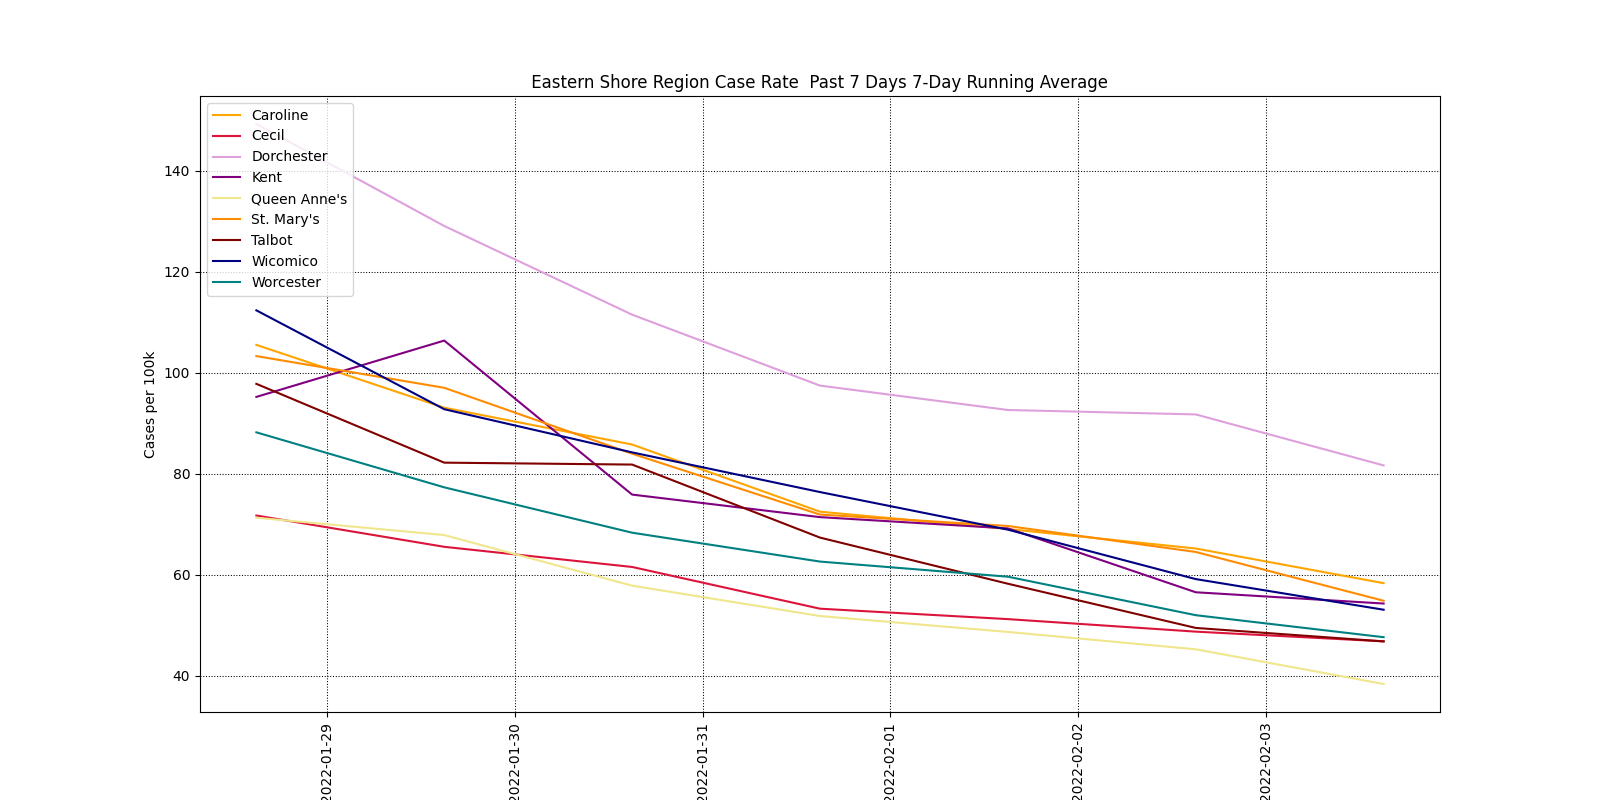 Eastern Shore Region Case Rate  Past 7 Days 7-Day Running Average
Caroline
Cecil
Dorchester
Kent
Queen Anne's
St. Mary's
Talbot
Wicomico
Worcester
Cases per 100k
140
120
100
80
60
40
2022-01-29
2022-01-30
2022-01-31
2022-02-01
2022-02-02
2022-02-03